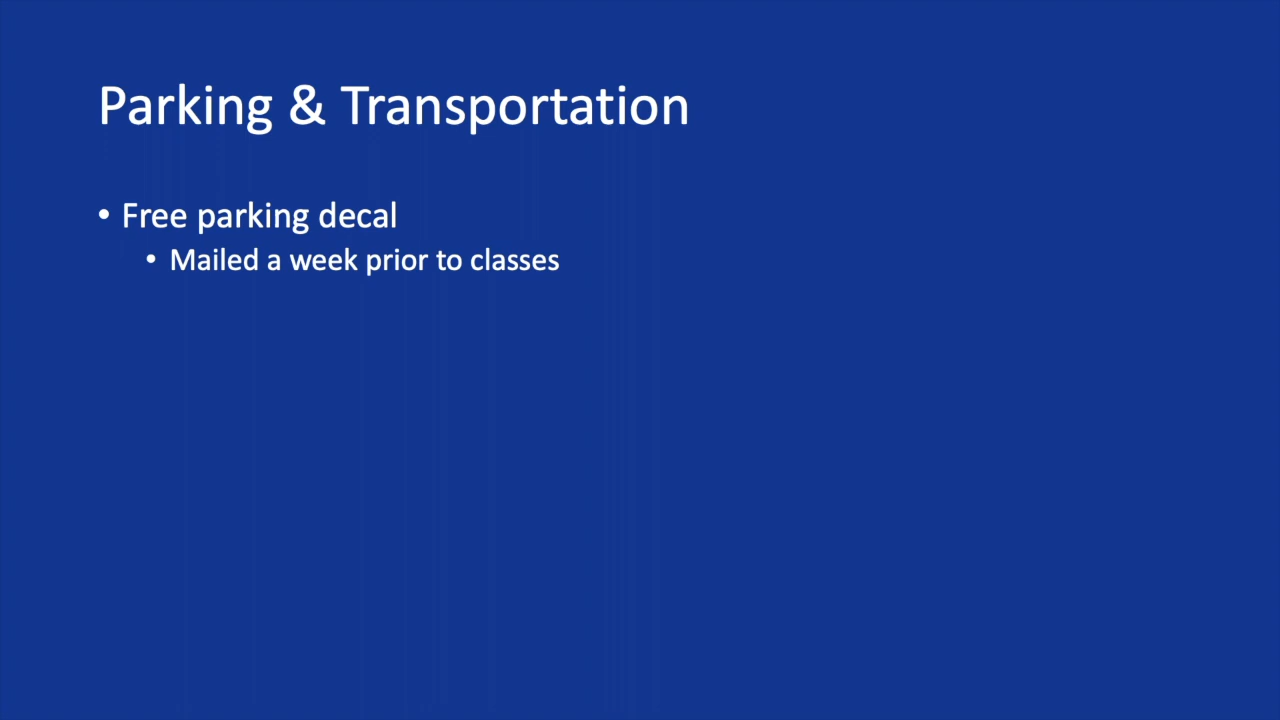 Parking & Transportation
• Free parking decal
• Mailed a week prior to classes